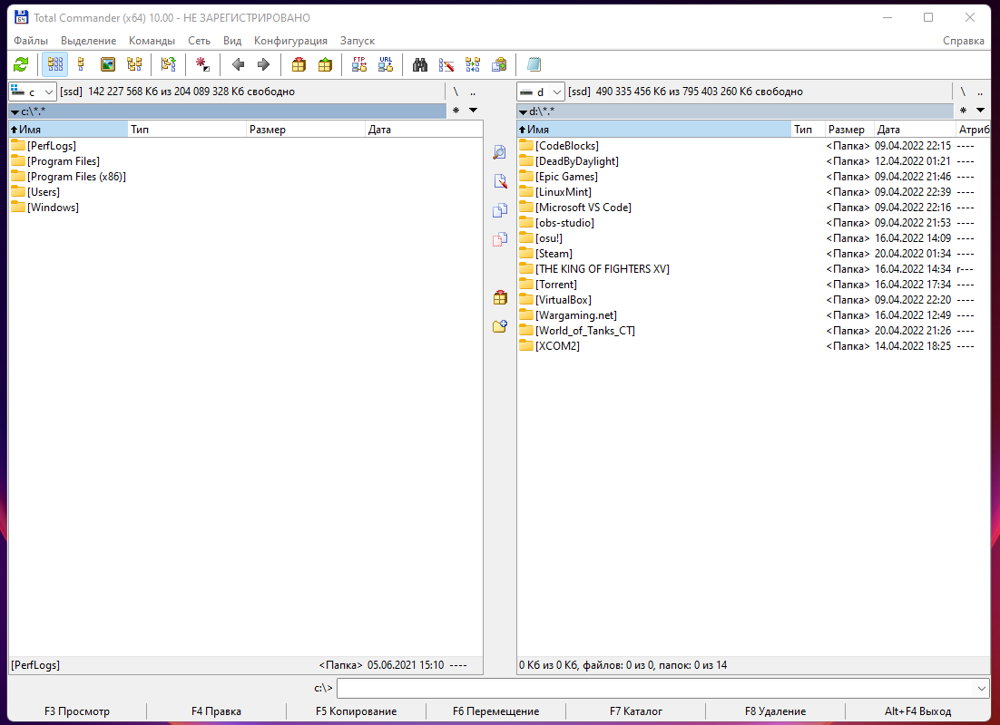 Total Commander (x64) 10.00 - НЕ ЗАРЕГИСТРИРОВАНО
Файлы Выделение Команды Сеть Вид Конфигурация Запуск Справка
FTP URL
c [ssd] 142 227 568 Кб из 204 089 328 Кб свободно \ ..
c:\*.* *
Имя Тип Размер Дата
[PerfLogs]
[Program Files]
[Program Files (x86)]
[Users]
[Windows]
[PerfLogs] <Папка> 05.06.2021 15:10 ----
d [ssd] 490 335 456 Кб из 795 403 260 Кб свободно \ ..
d:\*.* *
Имя Тип Размер Дата Атриб
[CodeBlocks] <Папка> 09.04.2022 22:15 ----
[DeadByDaylight] <Папка> 12.04.2022 01:21 ----
[Epic Games] <Папка> 09.04.2022 21:46 ----
[LinuxMint] <Папка> 09.04.2022 22:39 ----
[Microsoft VS Code] <Папка> 09.04.2022 22:16 ----
[obs-studio] <Папка> 09.04.2022 21:53 ----
[osu!] <Папка> 16.04.2022 14:09 ----
[Steam] <Папка> 20.04.2022 01:34 ----
[THE KING OF FIGHTERS XV] <Папка> 16.04.2022 14:34 r---
[Torrent] <Папка> 16.04.2022 17:34 ----
[VirtualBox] <Папка> 09.04.2022 22:20 ----
[Wargaming.net] <Папка> 16.04.2022 12:49 ----
[World_of_Tanks_CT] <Папка> 20.04.2022 21:26 ----
[XCOM2] <Папка> 14.04.2022 18:25 ----
0 Кб из 0 Кб, файлов: 0 из 0, папок: 0 из 14
c:\>
F3 Просмотр F4 Правка F5 Копирование F6 Перемещение F7 Каталог F8 Удаление Alt+F4 Выход